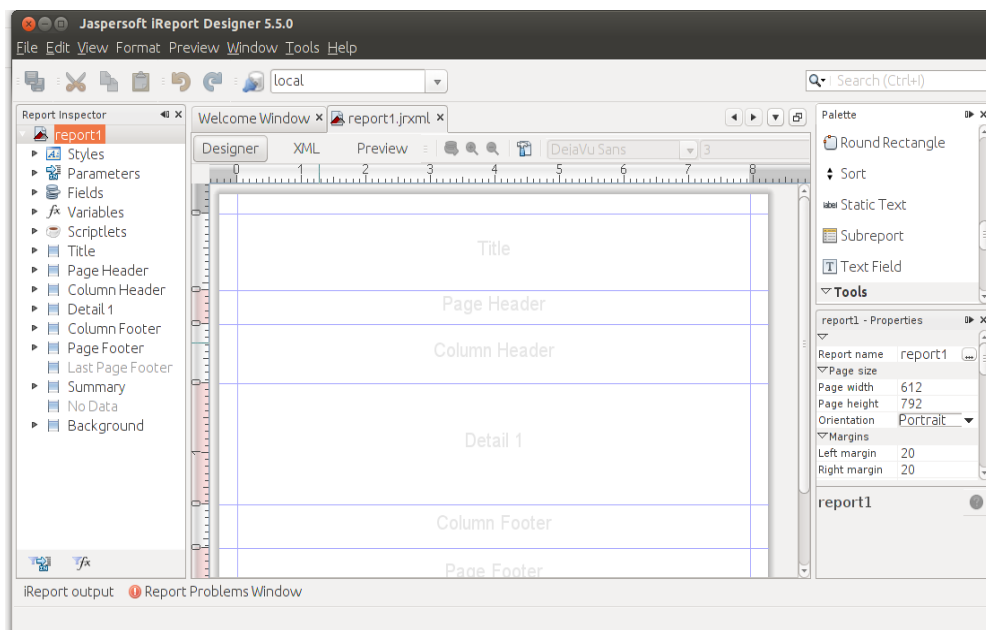 Jaspersoft iReport Designer 5.5.0
File Edit View Format Preview Window Tools Help
local
Search (Ctrl+I)
Report Inspector
report1
Styles
Parameters
Fields
fx Variables
Scriptlets
Title
Page Header
Column Header
Detail 1
Column Footer
Page Footer
Last Page Footer
Summary
No Data
Background
Welcome Window
report1.jrxml
Designer XML Preview DejaVu Sans 3
0 1 2 3 4 5 6 7 8
Title
Page Header
Column Header
Detail 1
Column Footer
Page Footer
Palette
Round Rectangle
Sort
label Static Text
Subreport
T Text Field
Tools
report1 - Properties
Report name report1 ...
Page size
Page width 612
Page height 792
Orientation Portrait
Margins
Left margin 20
Right margin 20
report1
fx
iReport output Report Problems Window